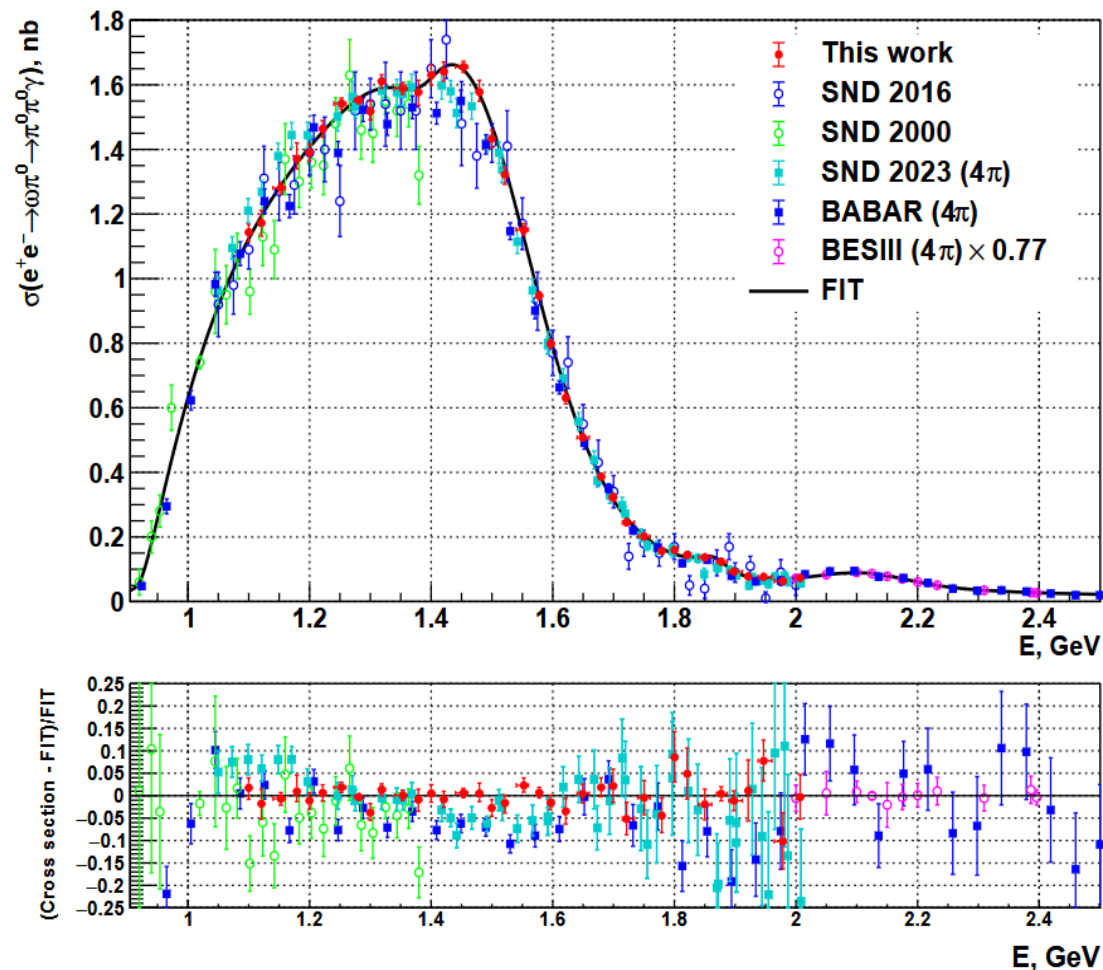 σ(e⁺e⁻→ωπ⁰→π⁰π⁰γ), nb
1.8
1.6
1.4
1.2
1
0.8
0.6
0.4
0.2
0
This work
SND 2016
SND 2000
SND 2023 (4π)
BABAR (4π)
BESIII (4π) × 0.77
FIT
1 1.2 1.4 1.6 1.8 2 2.2 2.4
E, GeV
(Cross section - FIT)/FIT
0.25
0.2
0.15
0.1
0.05
0
−0.05
−0.1
−0.15
−0.2
−0.25
1 1.2 1.4 1.6 1.8 2 2.2 2.4
E, GeV